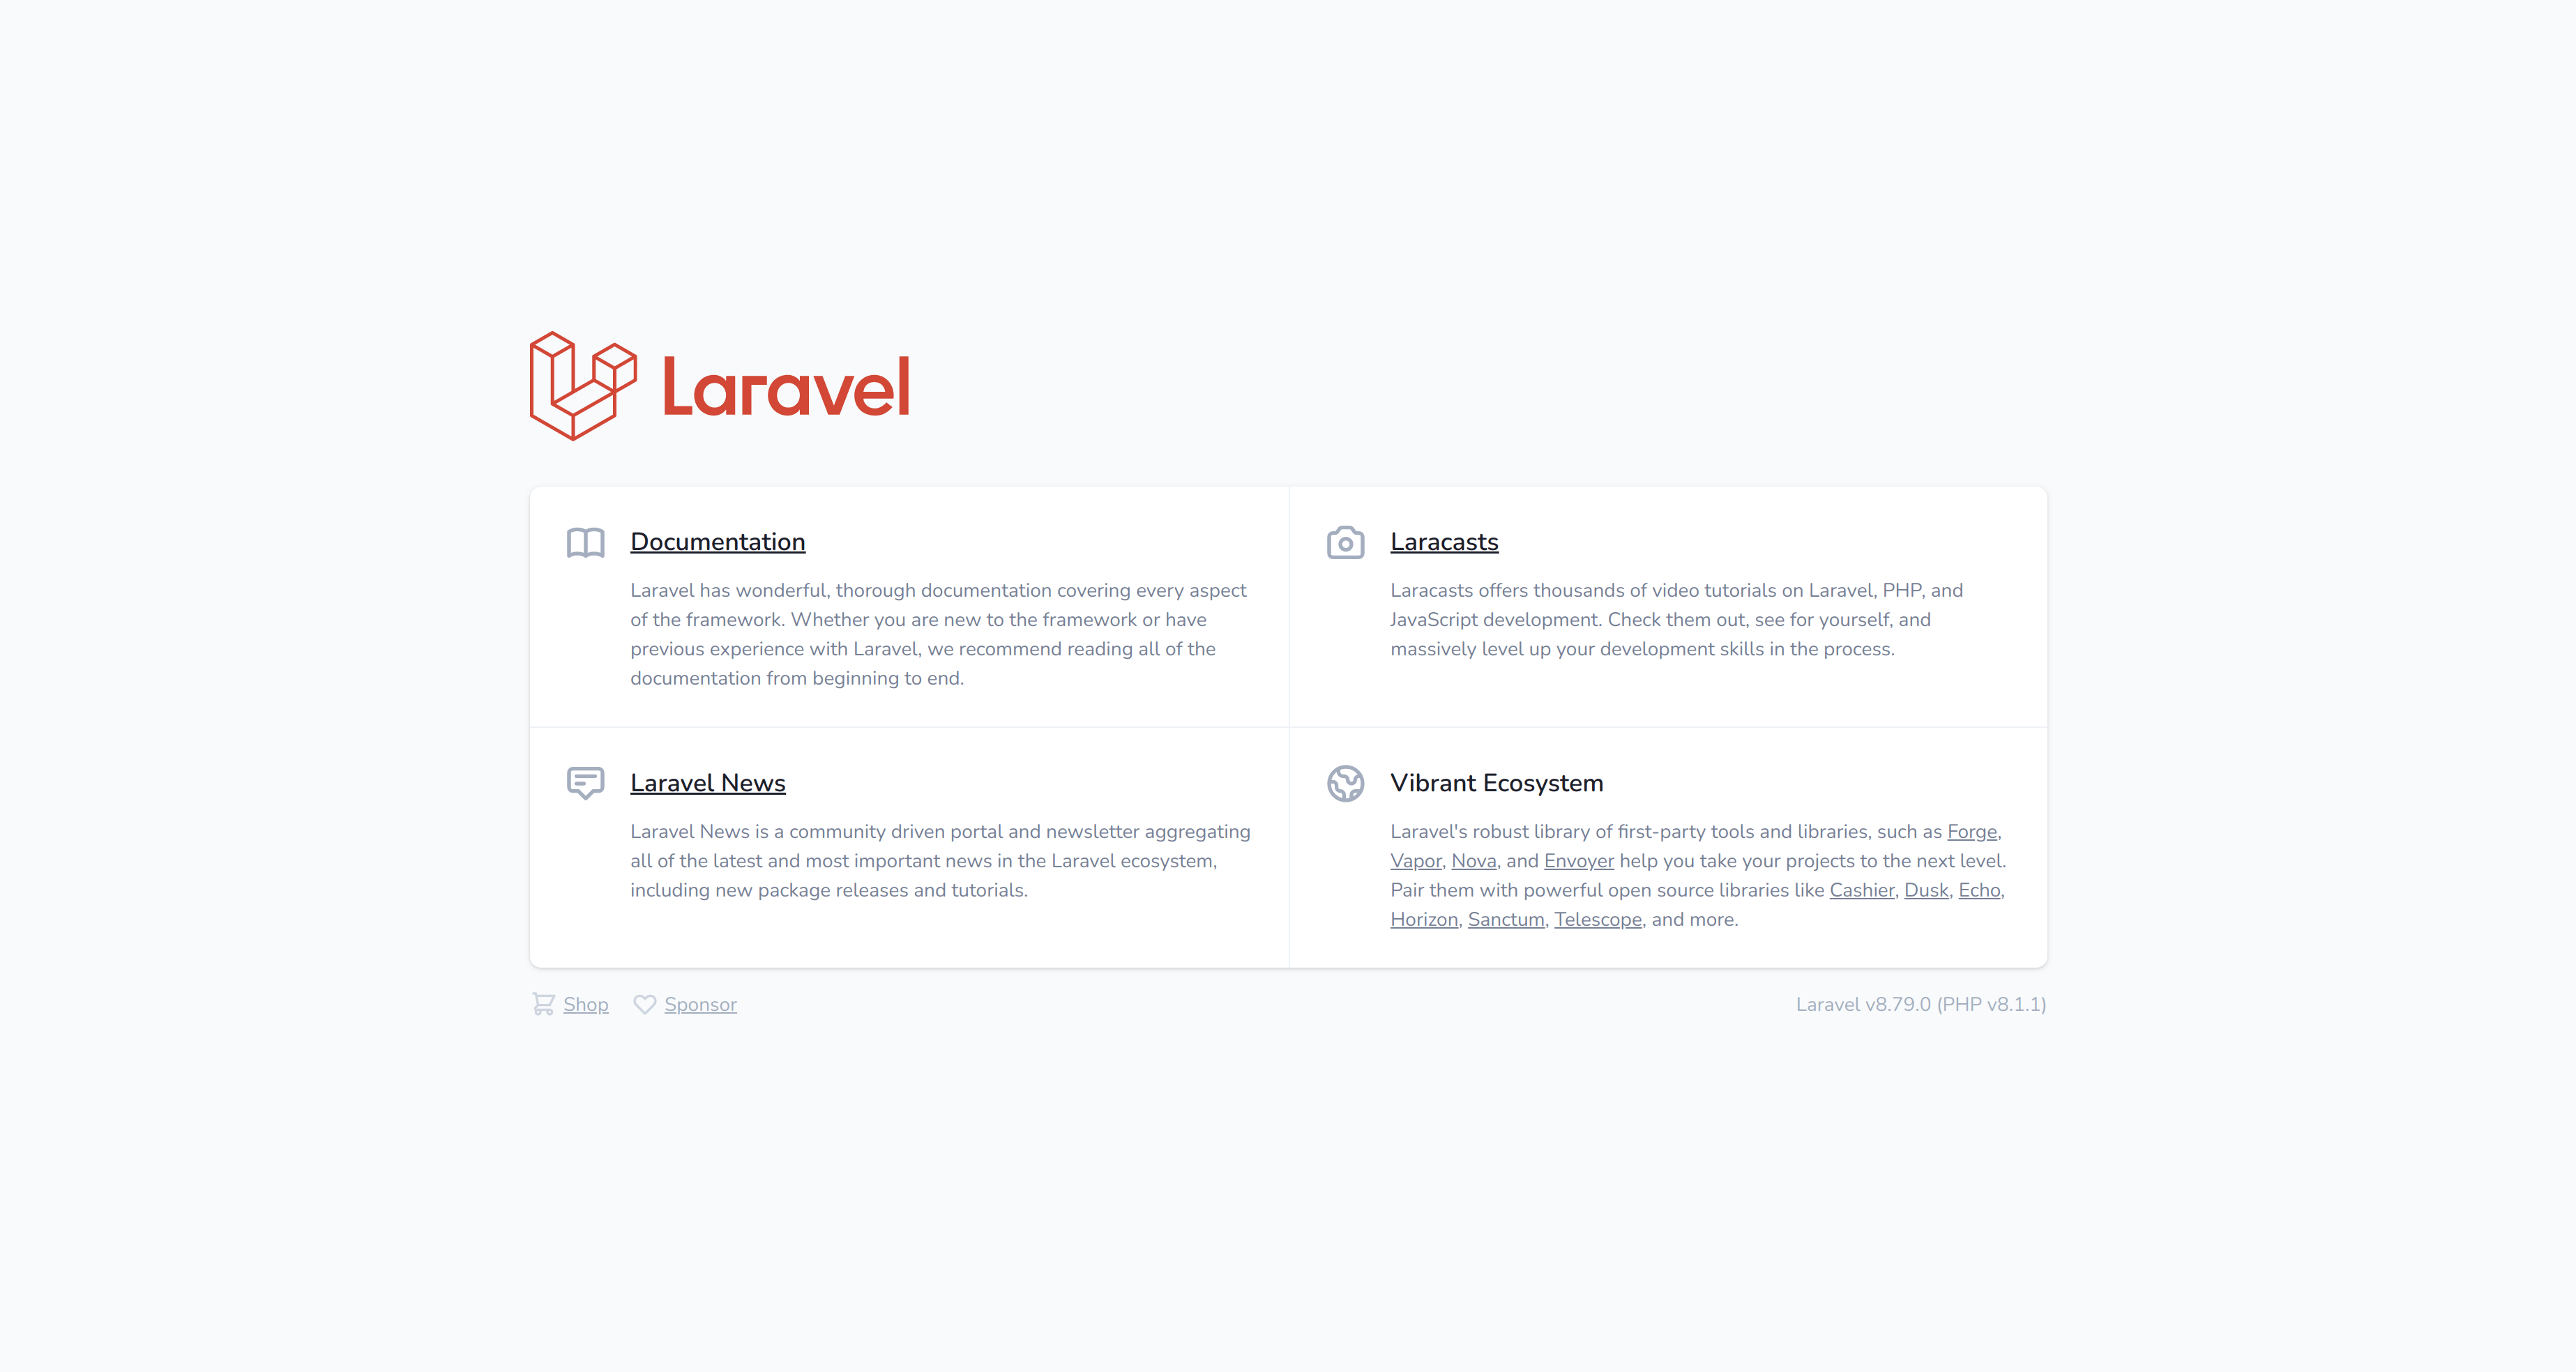 Laravel
Documentation
Laravel has wonderful, thorough documentation covering every aspect
of the framework. Whether you are new to the framework or have
previous experience with Laravel, we recommend reading all of the
documentation from beginning to end.
Laracasts
Laracasts offers thousands of video tutorials on Laravel, PHP, and
JavaScript development. Check them out, see for yourself, and
massively level up your development skills in the process.
Laravel News
Laravel News is a community driven portal and newsletter aggregating
all of the latest and most important news in the Laravel ecosystem,
including new package releases and tutorials.
Vibrant Ecosystem
Laravel's robust library of first-party tools and libraries, such as Forge,
Vapor, Nova, and Envoyer help you take your projects to the next level.
Pair them with powerful open source libraries like Cashier, Dusk, Echo,
Horizon, Sanctum, Telescope, and more.
Shop Sponsor
Laravel v8.79.0 (PHP v8.1.1)